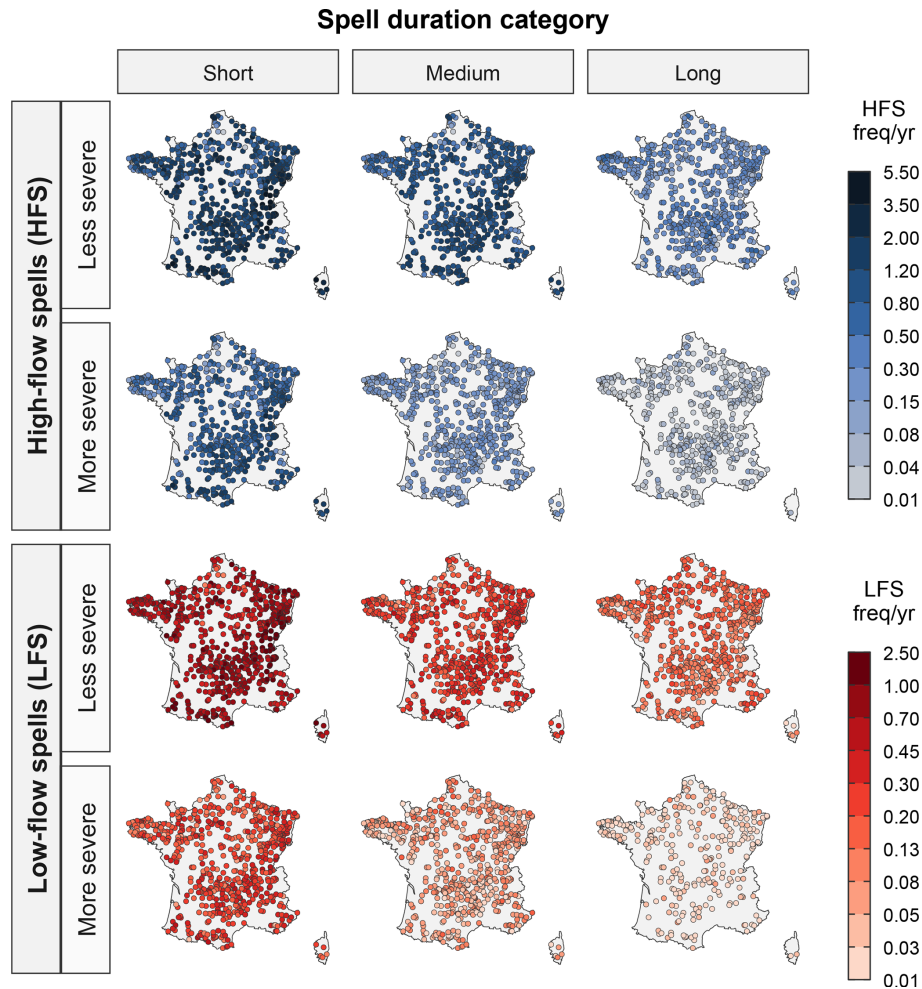 Spell duration category
Short
Medium
Long
High-flow spells (HFS)
Less severe
More severe
Low-flow spells (LFS)
Less severe
More severe
HFS
freq/yr
5.50
3.50
2.00
1.20
0.80
0.50
0.30
0.15
0.08
0.04
0.01
LFS
freq/yr
2.50
1.00
0.70
0.45
0.30
0.20
0.13
0.08
0.05
0.03
0.01